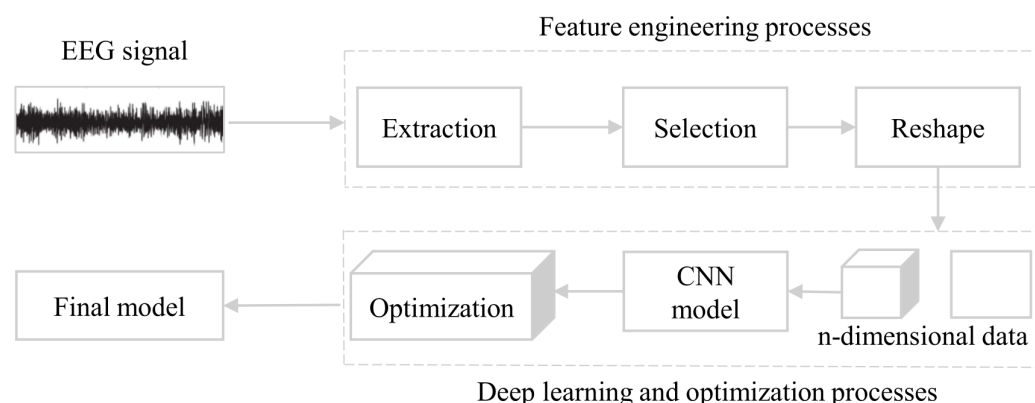 Feature engineering processes
EEG signal
Extraction
Selection
Reshape
Final model
Optimization
CNN
model
n-dimensional data
Deep learning and optimization processes